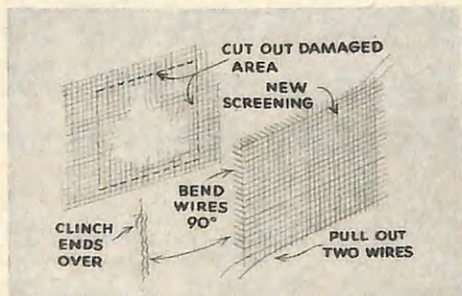 CUT OUT DAMAGED
AREA
NEW
SCREENING
BEND
WIRES
90°
CLINCH
ENDS
OVER
PULL OUT
TWO WIRES